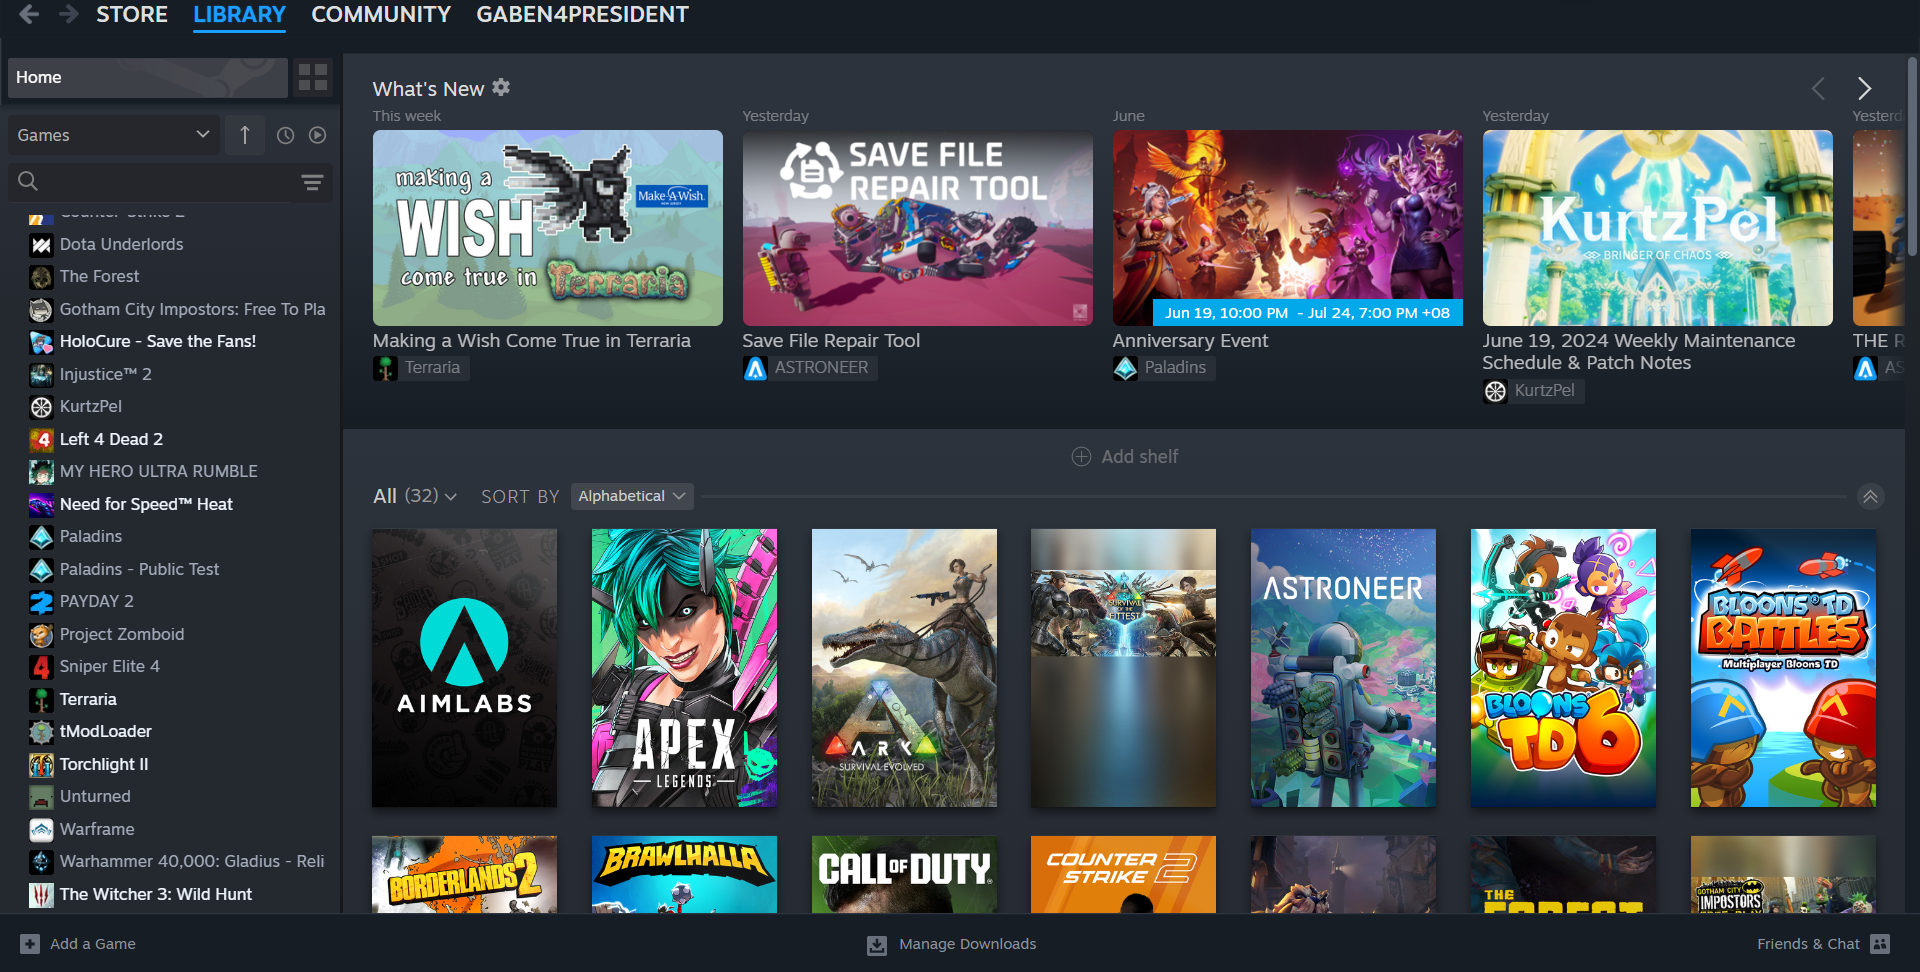 STORE LIBRARY COMMUNITY GABEN4PRESIDENT
Home
Games
Counter-Strike 2
Dota Underlords
The Forest
Gotham City Impostors: Free To Pla
HoloCure - Save the Fans!
Injustice™ 2
KurtzPel
Left 4 Dead 2
MY HERO ULTRA RUMBLE
Need for Speed™ Heat
Paladins
Paladins - Public Test
PAYDAY 2
Project Zomboid
Sniper Elite 4
Terraria
tModLoader
Torchlight II
Unturned
Warframe
Warhammer 40,000: Gladius - Reli
The Witcher 3: Wild Hunt
What's New
This week
making a
WISH
Make-A-Wish.
NEW JERSEY
come true in Terraria
Making a Wish Come True in Terraria
Terraria
Yesterday
SAVE FILE
REPAIR TOOL
Save File Repair Tool
ASTRONEER
June
Jun 19, 10:00 PM - Jul 24, 7:00 PM +08
Anniversary Event
Paladins
Yesterday
KurtzPel
BRINGER OF CHAOS
June 19, 2024 Weekly Maintenance
Schedule & Patch Notes
KurtzPel
Yesterd
THE R
AS
Add shelf
All (32) SORT BY Alphabetical
AIMLABS
APEX
LEGENDS
ARK
SURVIVAL EVOLVED
SURVIVAL
OF THE
FITTEST
ASTRONEER
BLOONS
TD6
BLOONS® TD
BATTLES
Multiplayer Bloons TD
BORDERLANDS 2
BRAWLHALLA
CALL OF DUTY®
COUNTER
STRIKE 2
THE
FOREST
GOTHAM CITY
IMPOSTORS
FREE PLAY
Add a Game
Manage Downloads
Friends & Chat